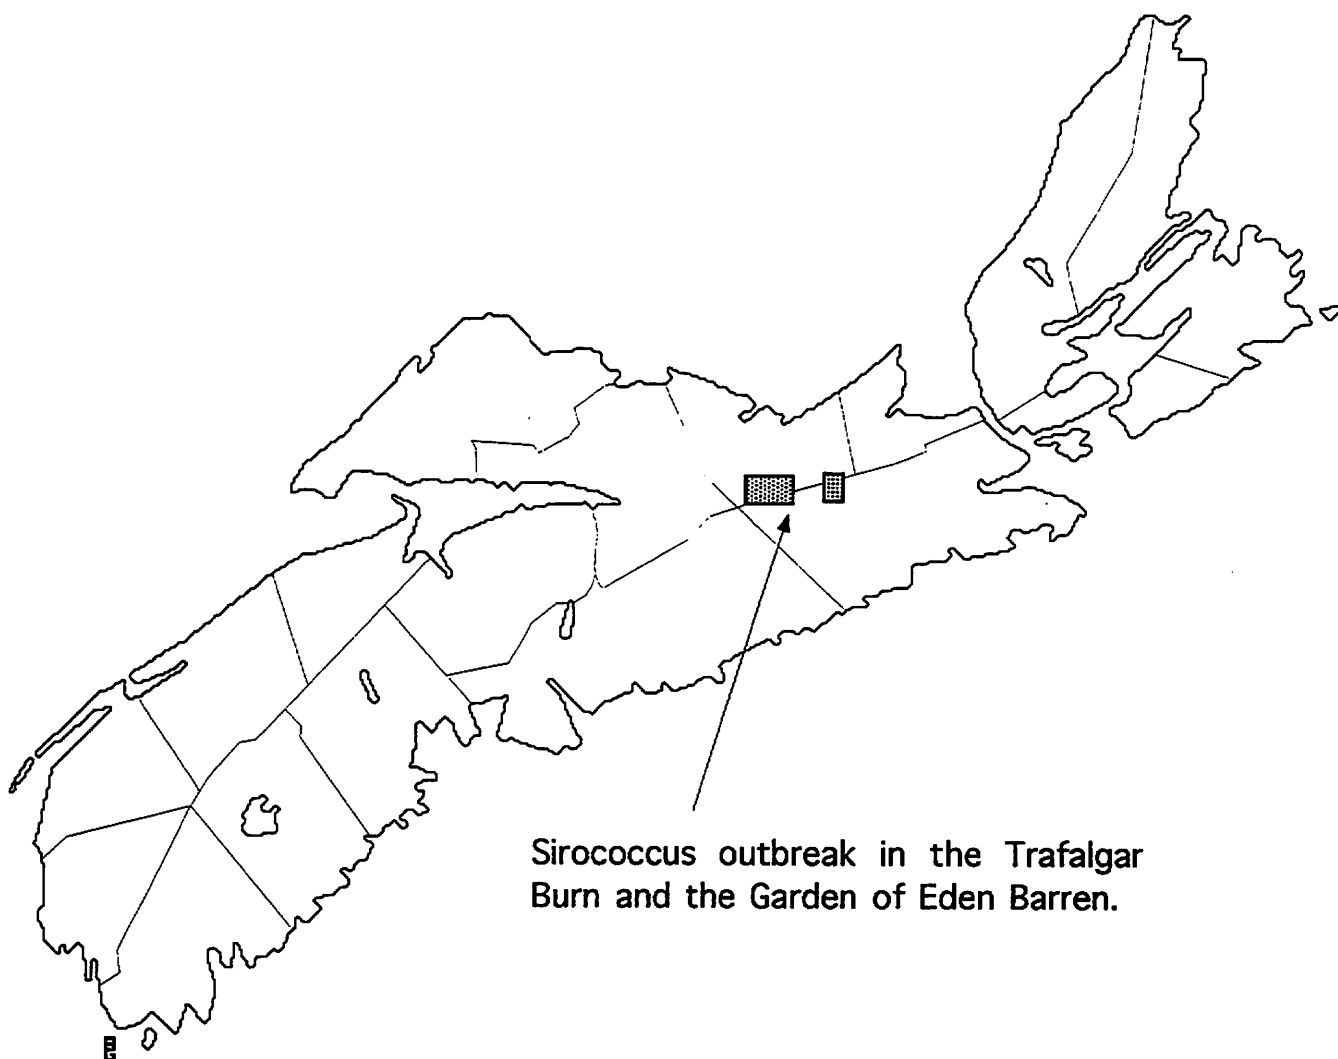 Sirococcus outbreak in the Trafalgar
Burn and the Garden of Eden Barren.